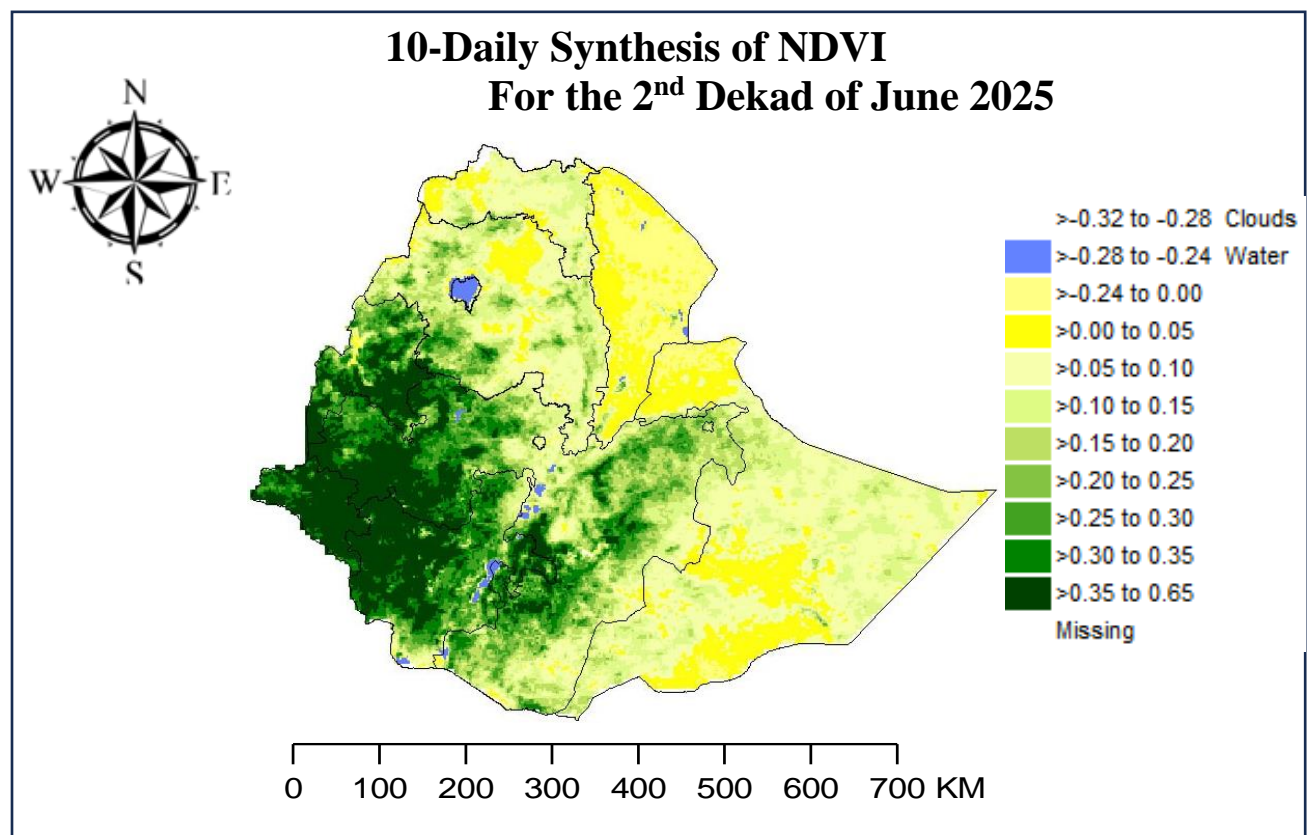 10-Daily Synthesis of NDVI
For the 2nd Dekad of June 2025
N
W E
S
>-0.32 to -0.28 Clouds
>-0.28 to -0.24 Water
>-0.24 to 0.00
>0.00 to 0.05
>0.05 to 0.10
>0.10 to 0.15
>0.15 to 0.20
>0.20 to 0.25
>0.25 to 0.30
>0.30 to 0.35
>0.35 to 0.65
Missing
0 100 200 300 400 500 600 700 KM